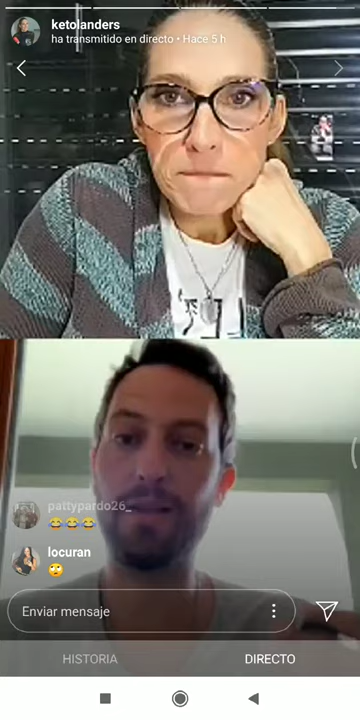 ketolanders
ha transmitido en directo • Hace 5 h
pattypardo26_
😂😂😂
locuran
🙄
Enviar mensaje
HISTORIA
DIRECTO